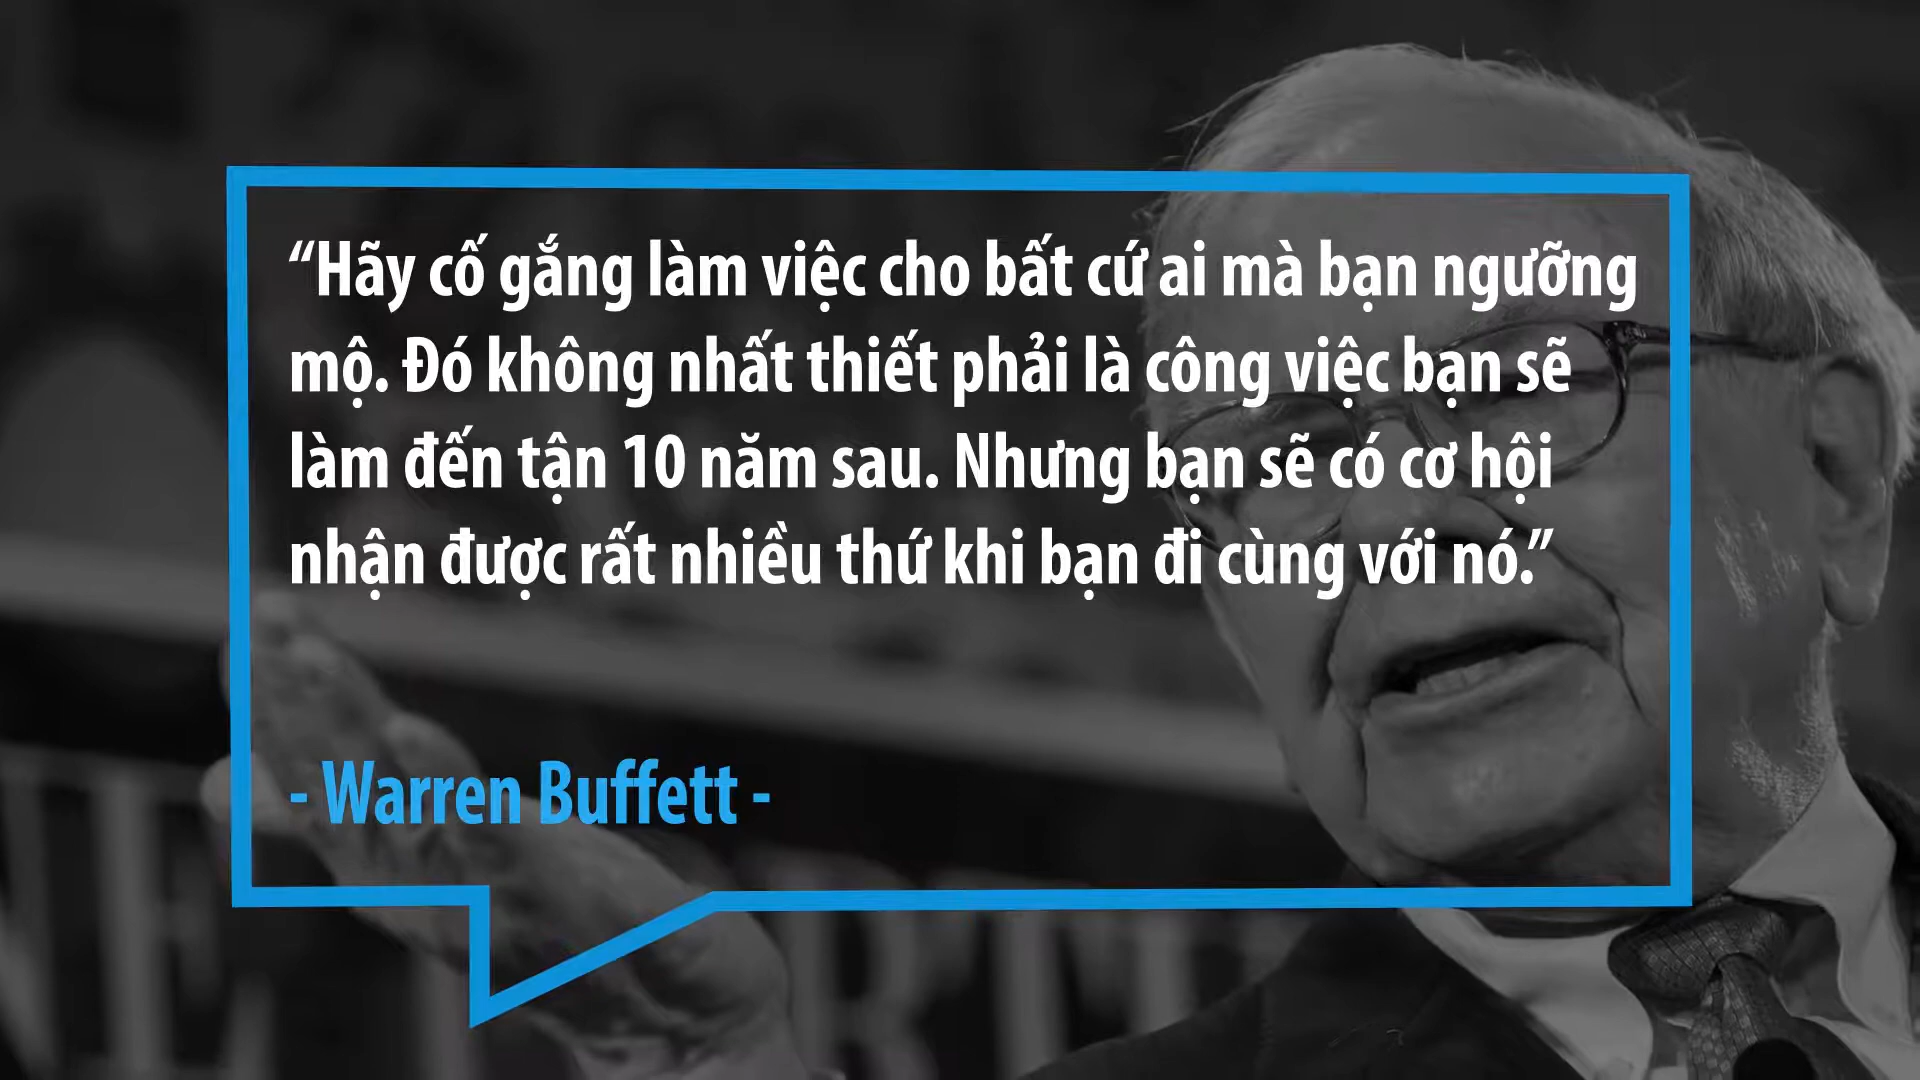 “Hãy cố gắng làm việc cho bất cứ ai mà bạn ngưỡng
mộ. Đó không nhất thiết phải là công việc bạn sẽ
làm đến tận 10 năm sau. Nhưng bạn sẽ có cơ hội
nhận được rất nhiều thứ khi bạn đi cùng với nó.”
- Warren Buffett -